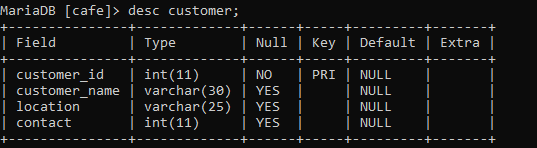 MariaDB [cafe]> desc customer;
+---------------+-------------+------+-----+---------+-------+
| Field         | Type        | Null | Key | Default | Extra |
+---------------+-------------+------+-----+---------+-------+
| customer_id   | int(11)     | NO   | PRI | NULL    |       |
| customer_name | varchar(30) | YES  |     | NULL    |       |
| location      | varchar(25) | YES  |     | NULL    |       |
| contact       | int(11)     | YES  |     | NULL    |       |
+---------------+-------------+------+-----+---------+-------+